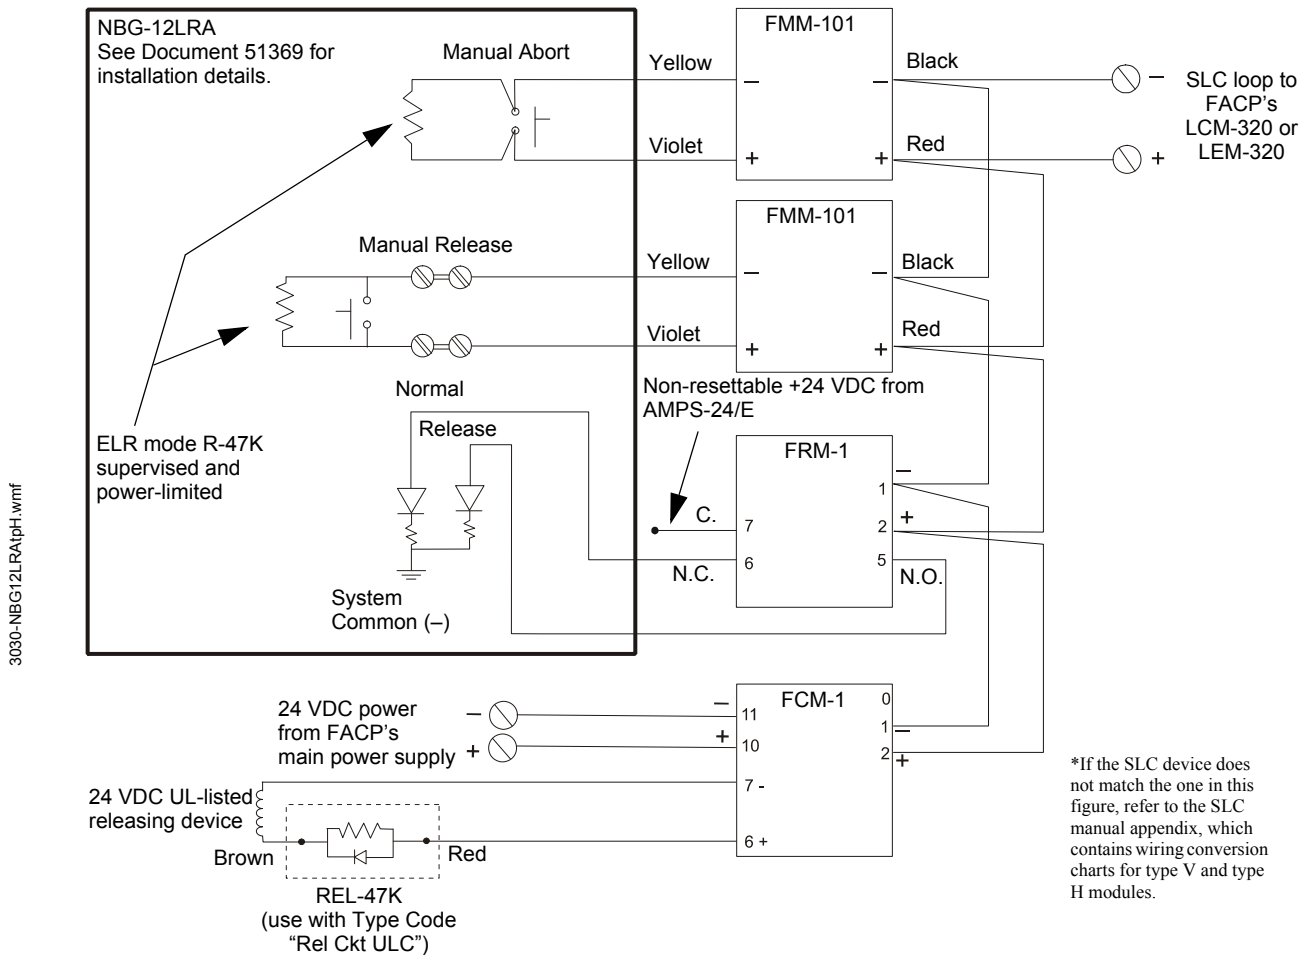 NBG-12LRA
See Document 51369 for
installation details.
Manual Abort
Yellow
Violet
FMM-101
−
+
−
+
Black
Red
−
+
SLC loop to
FACP's
LCM-320 or
LEM-320
Manual Release
Yellow
Violet
FMM-101
−
+
−
+
Black
Red
ELR mode R-47K
supervised and
power-limited
Normal
Release
System
Common (–)
Non-resettable +24 VDC from
AMPS-24/E
C.
N.C.
FRM-1
7
6
1
2
5
−
+
N.O.
3030-NBG12LRAtpH.wmf
24 VDC power
from FACP's
main power supply
−
+
−
+
FCM-1
11
10
7 -
6 +
0
1
2
−
+
24 VDC UL-listed
releasing device
Brown
Red
REL-47K
(use with Type Code
“Rel Ckt ULC”)
*If the SLC device does
not match the one in this
figure, refer to the SLC
manual appendix, which
contains wiring conversion
charts for type V and type
H modules.